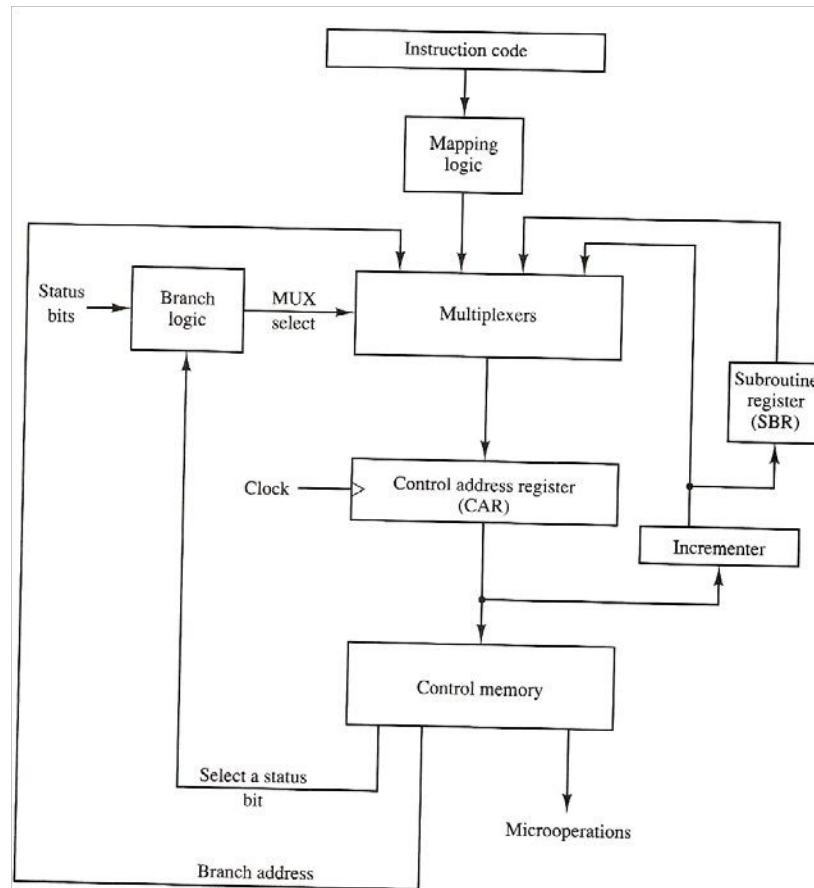 Instruction code
Mapping
logic
Status
bits
Branch
logic
MUX
select
Multiplexers
Subroutine
register
(SBR)
Clock
Control address register
(CAR)
Incrementer
Control memory
Select a status
bit
Microoperations
Branch address